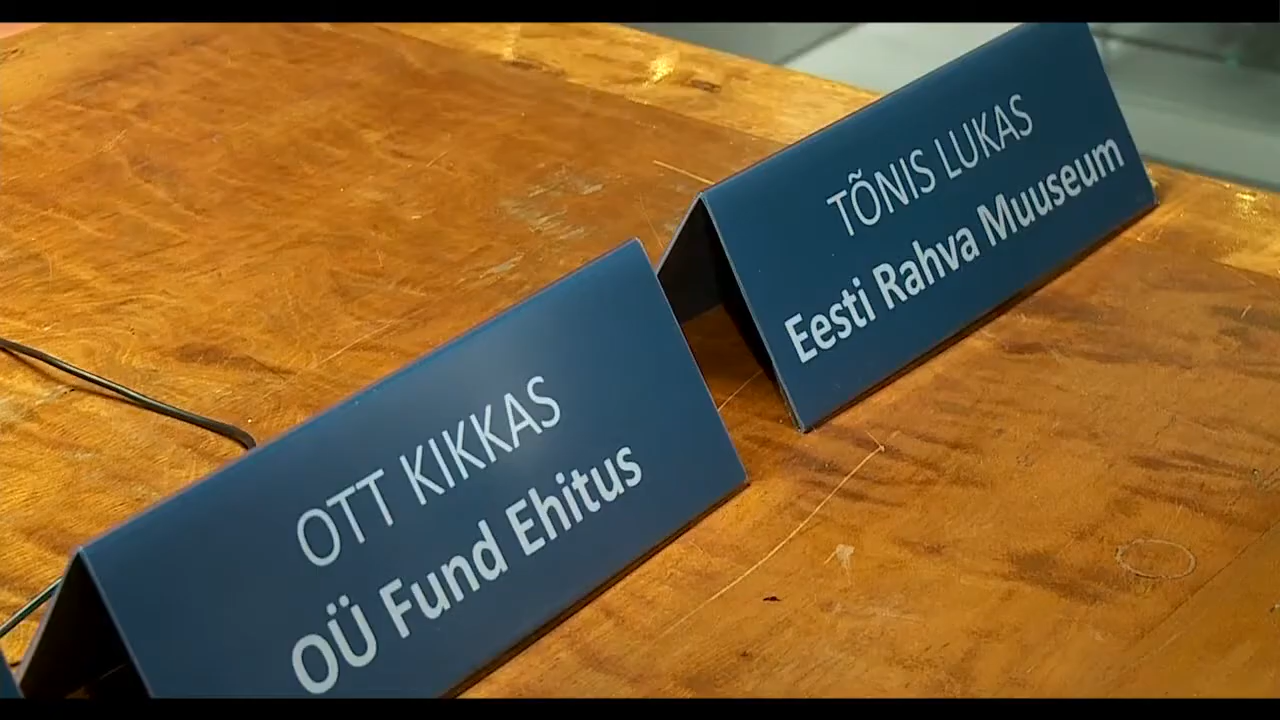 TÕNIS LUKAS
Eesti Rahva Muuseum
OTT KIKKAS
OÜ Fund Ehitus